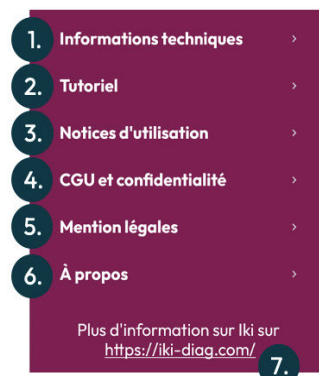 1. Informations techniques >
2. Tutoriel >
3. Notices d'utilisation >
4. CGU et confidentialité >
5. Mention légales >
6. À propos >
Plus d'information sur Iki sur
https://iki-diag.com/
7.